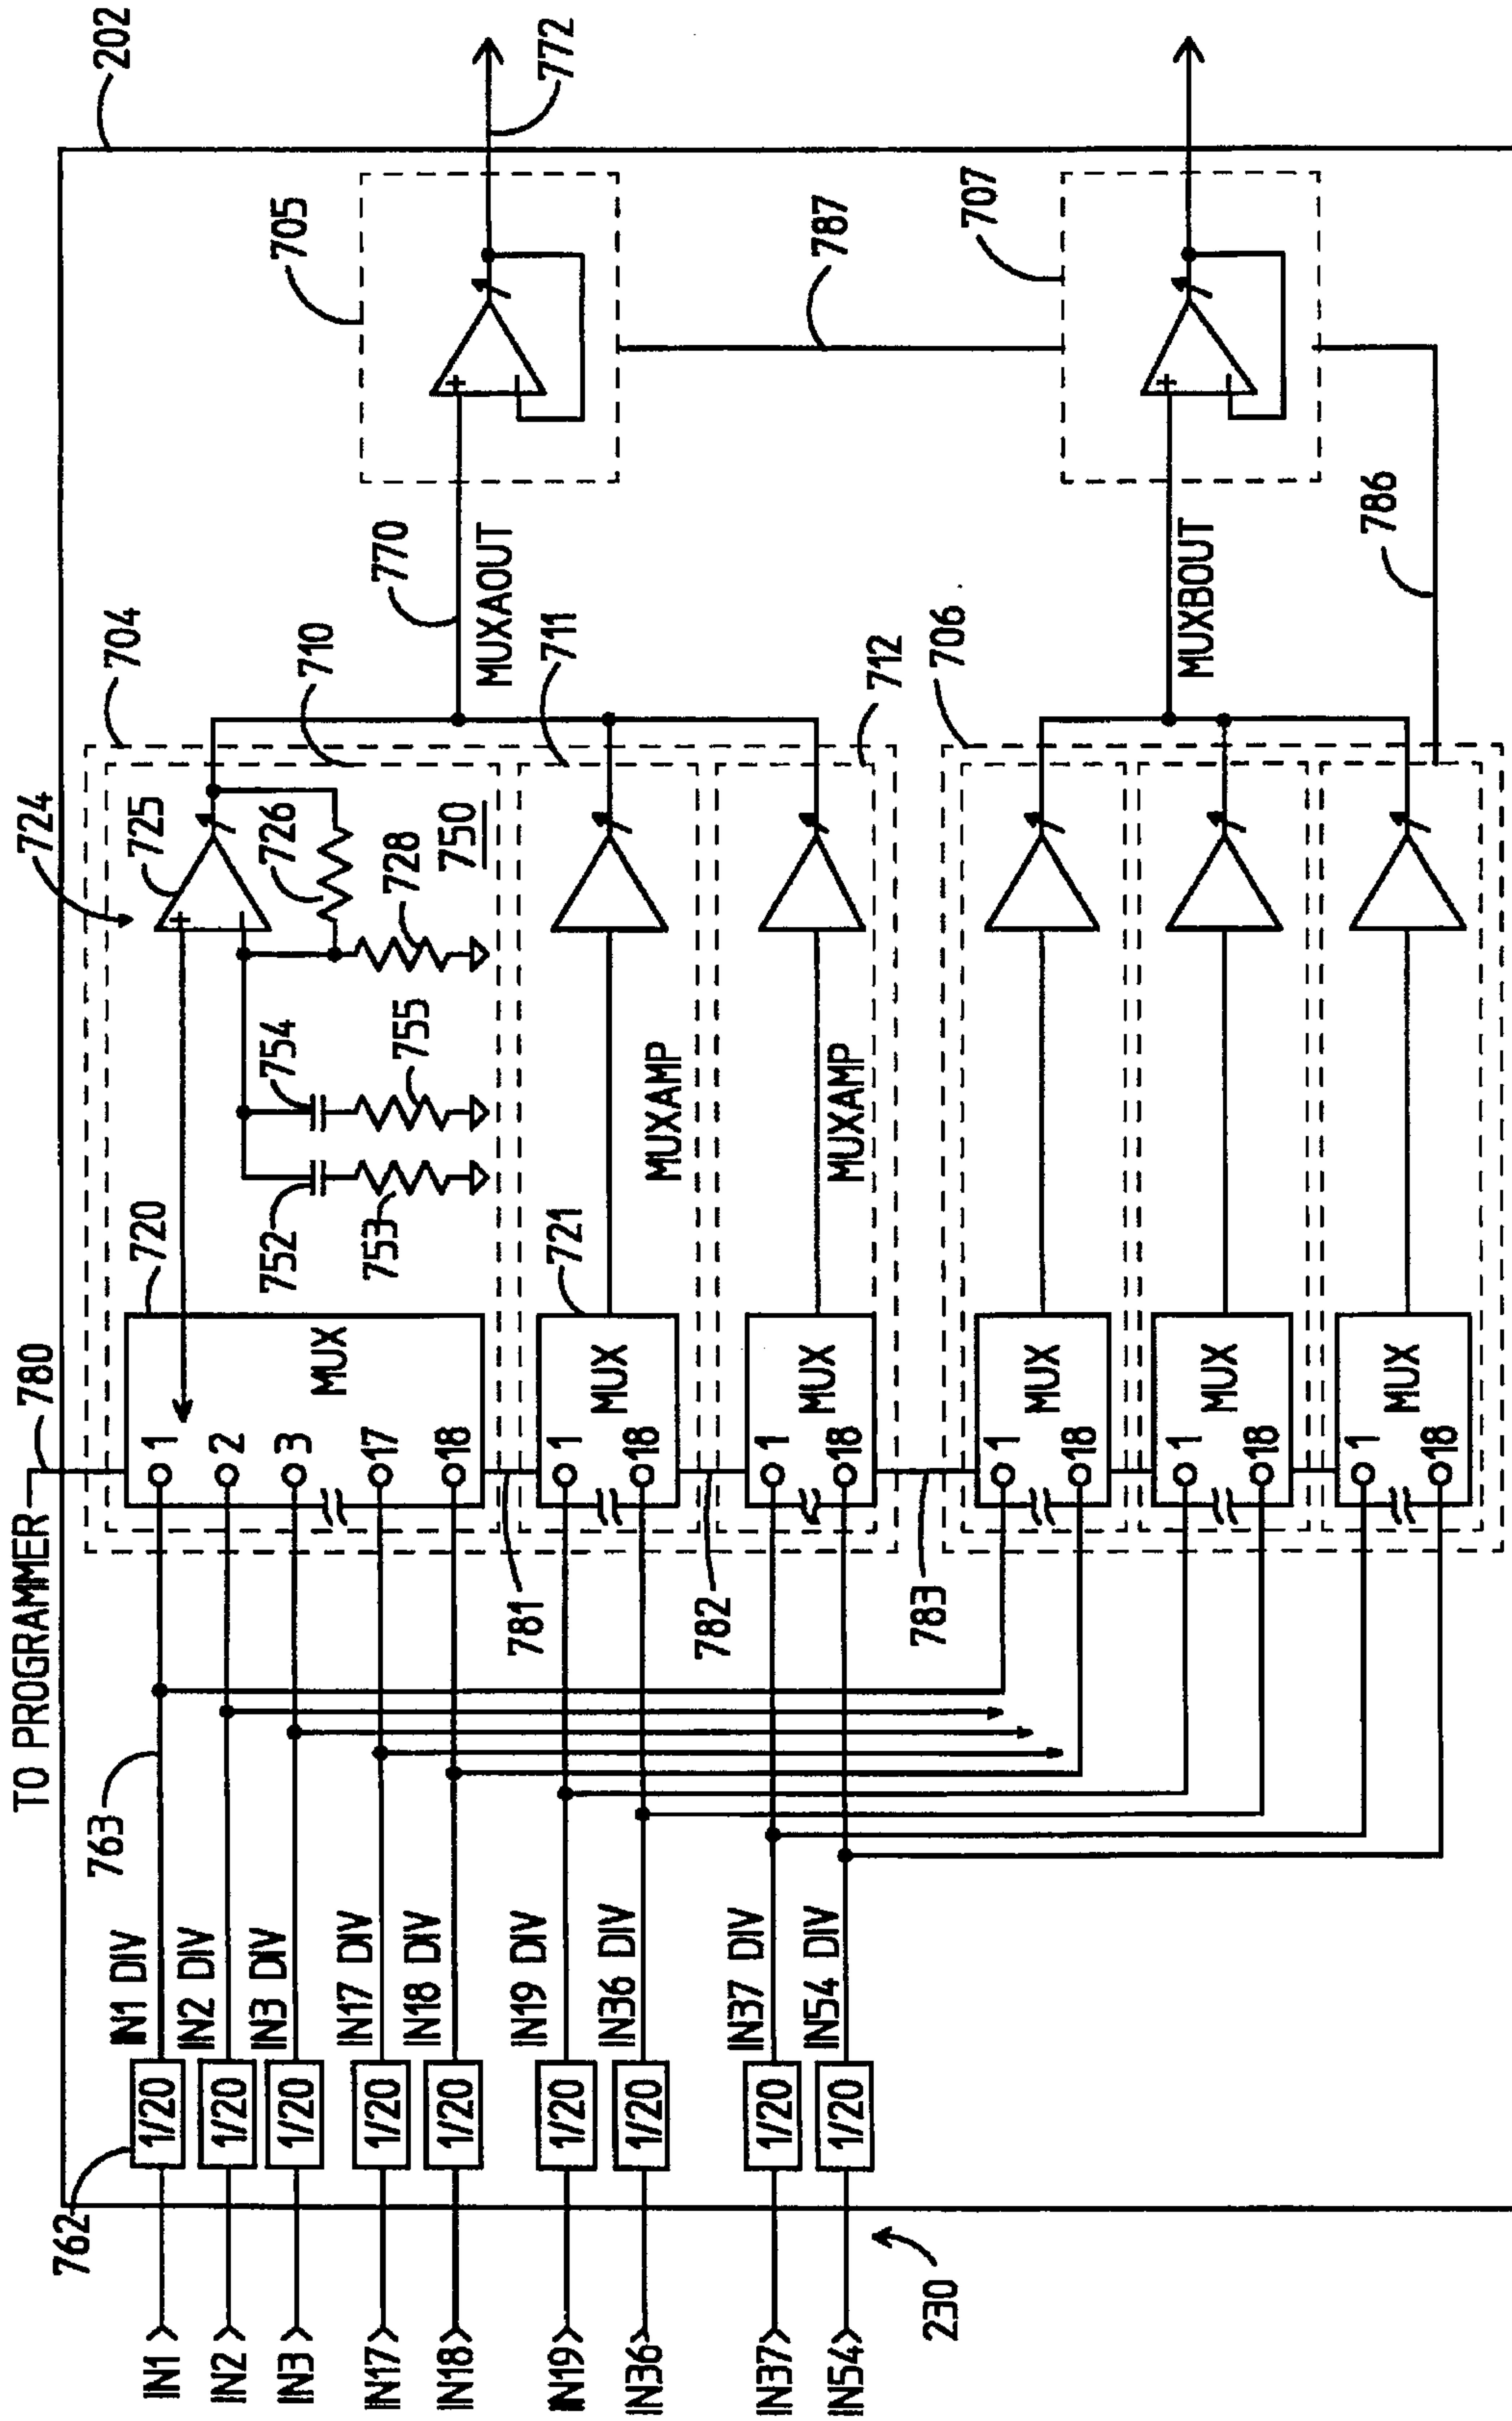 TO PROGRAMMER
780
202
724
704
720
725
726
728
750
752
753
754
755
710
705
772
+
−
MUX
1
2
3
17
18
770
MUXAOUT
+
−
763
781
721
MUX
1
18
MUXAMP
711
787
782
MUX
1
18
MUXAMP
712
783
706
707
MUX
1
18
MUX
1
18
MUX
1
18
MUXBOUT
+
−
786
762
IN1
1/20
IN1 DIV
IN2
1/20
IN2 DIV
IN3
1/20
IN3 DIV
IN17
1/20
IN17 DIV
IN18
1/20
IN18 DIV
IN19
1/20
IN19 DIV
IN36
1/20
IN36 DIV
IN37
1/20
IN37 DIV
IN54
1/20
IN54 DIV
230